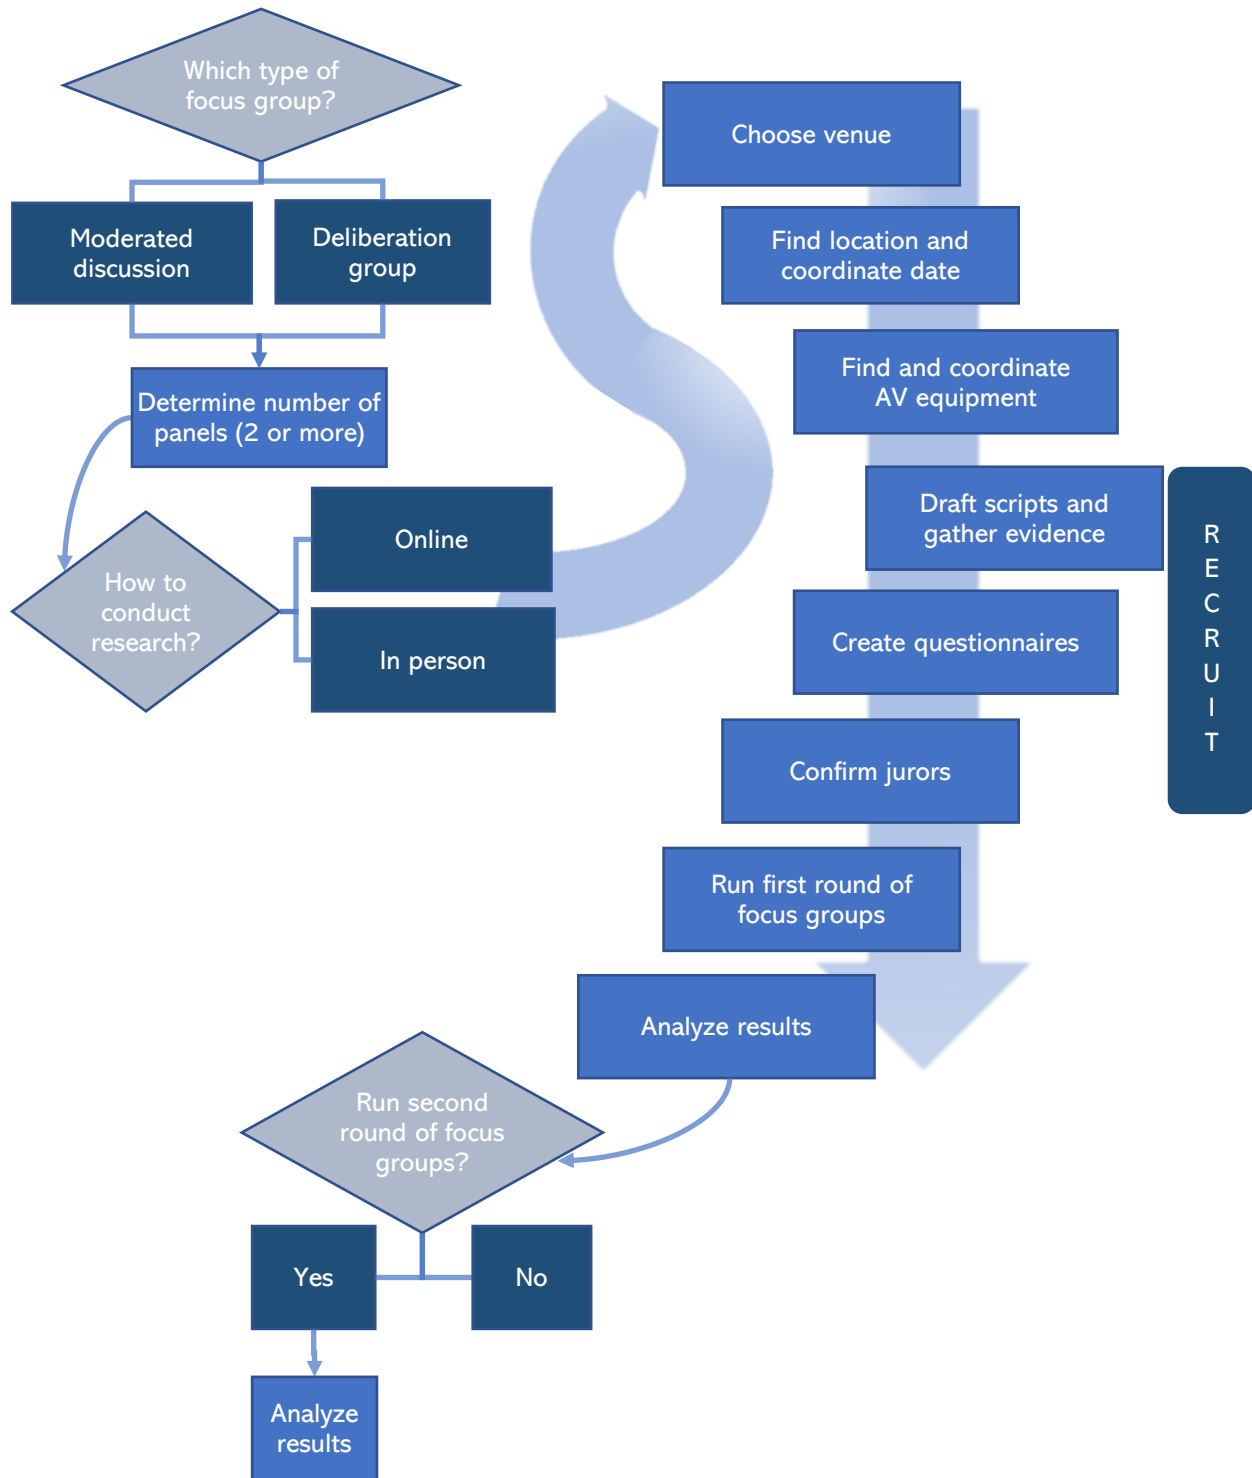 Which type of
focus group?
Moderated
discussion
Deliberation
group
Determine number of
panels (2 or more)
How to
conduct
research?
Online
In person
Choose venue
Find location and
coordinate date
Find and coordinate
AV equipment
Draft scripts and
gather evidence
Create questionnaires
Confirm jurors
Run first round of
focus groups
Analyze results
R
E
C
R
U
I
T
Run second
round of focus
groups?
Yes
No
Analyze
results